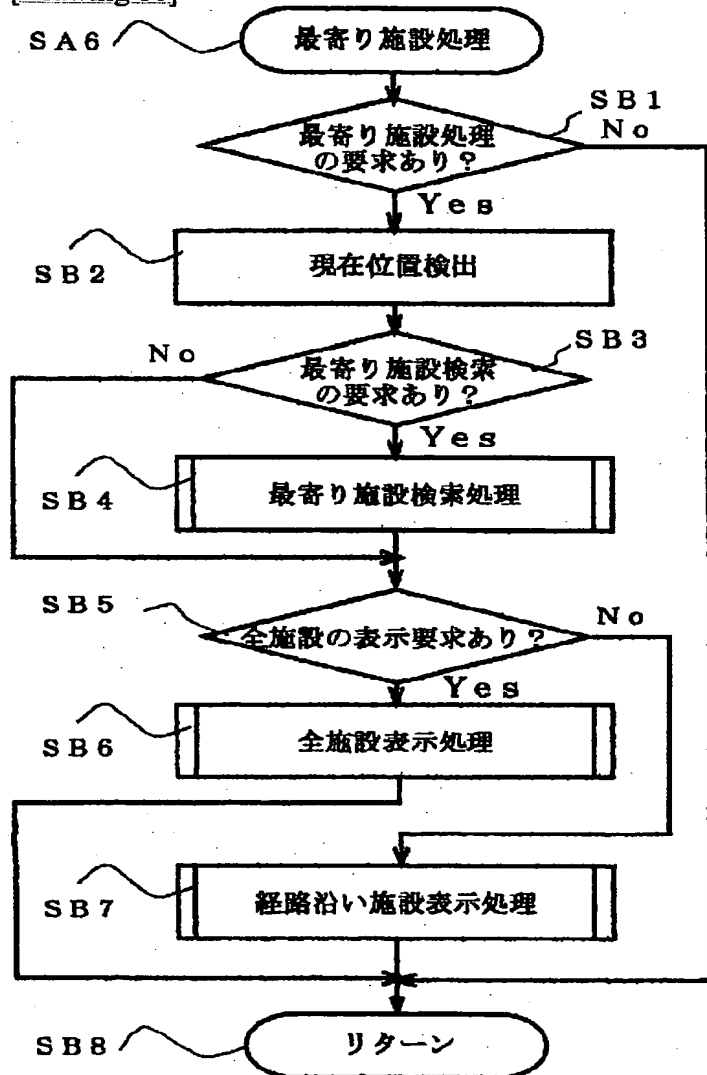 SA6
最寄り施設処理
SB1
最寄り施設処理
の要求あり?
No
Yes
SB2
現在位置検出
No
SB3
最寄り施設検索
の要求あり?
Yes
SB4
最寄り施設検索処理
SB5
全施設の表示要求あり?
No
Yes
SB6
全施設表示処理
SB7
経路沿い施設表示処理
SB8
リターン